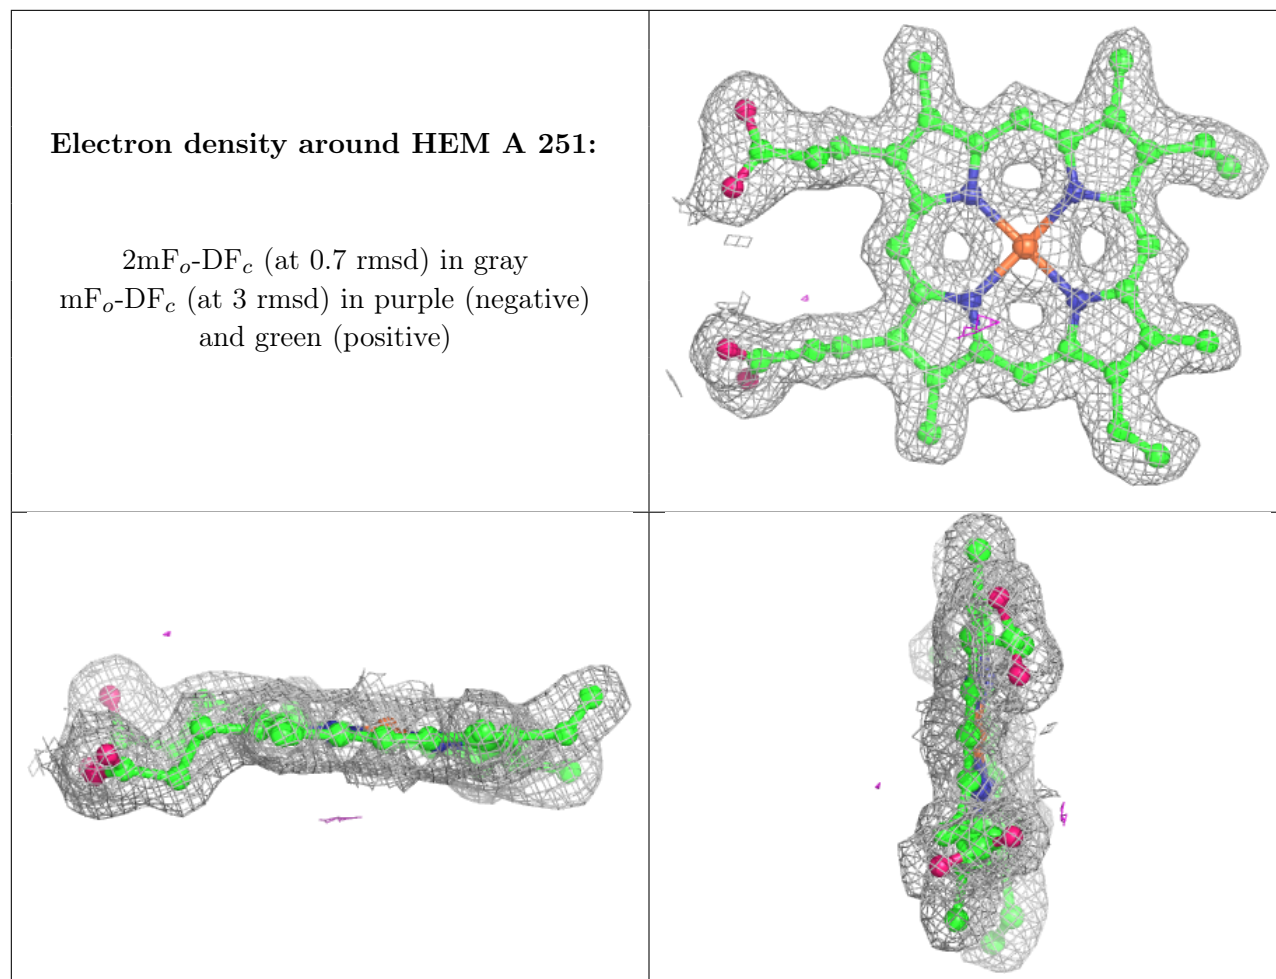 Electron density around HEM A 251:
2mFo-DFc (at 0.7 rmsd) in gray
mFo-DFc (at 3 rmsd) in purple (negative)
and green (positive)